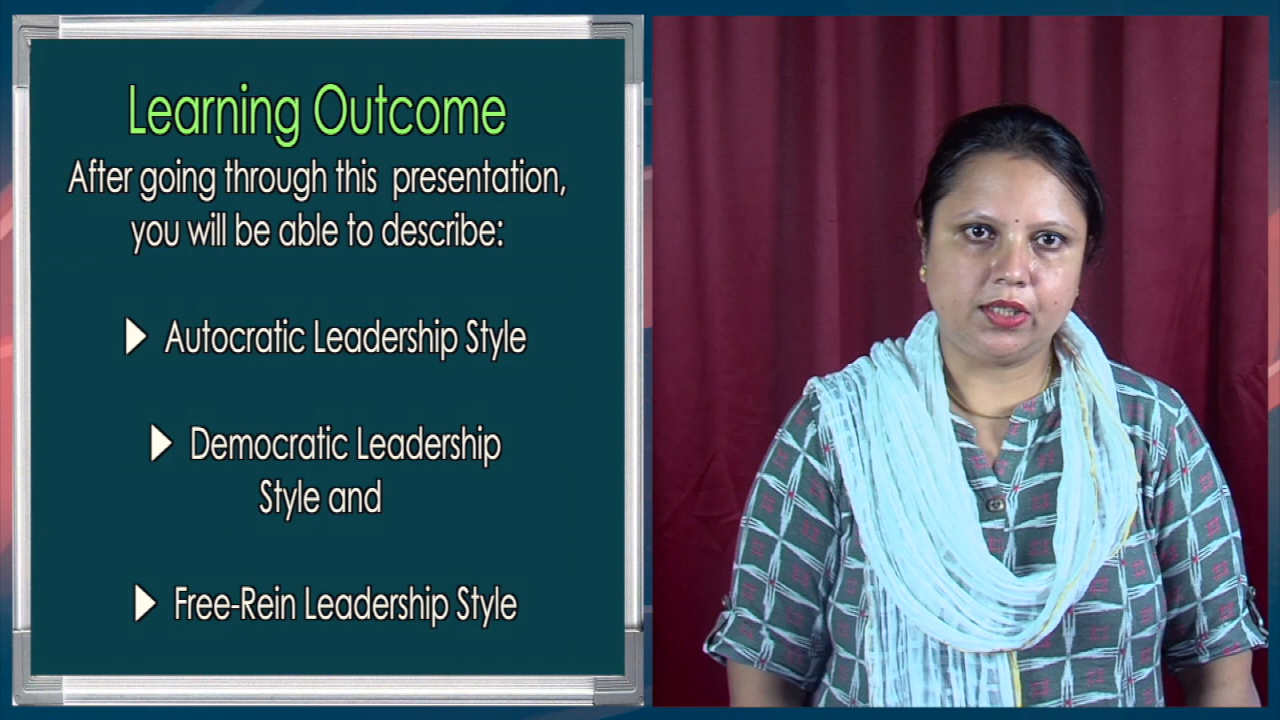 Learning Outcome
After going through this presentation,
you will be able to describe:
Autocratic Leadership Style
Democratic Leadership
Style and
Free-Rein Leadership Style